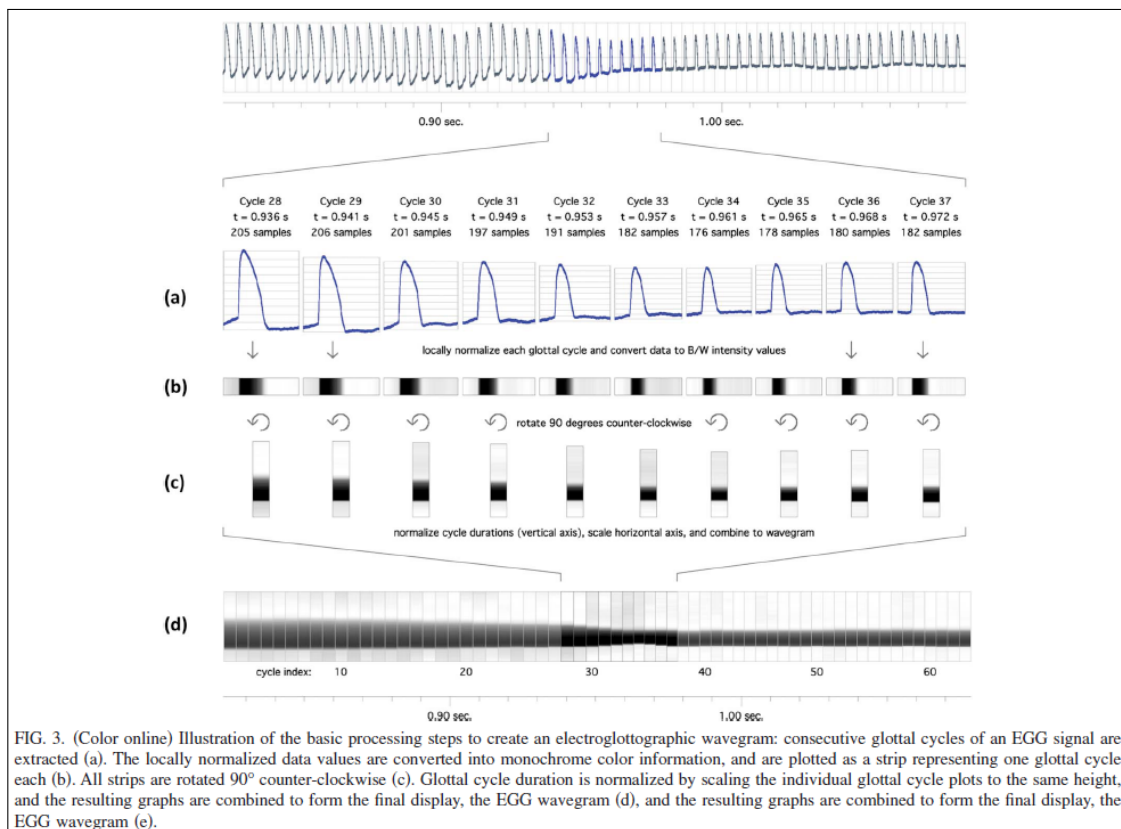 0.90 sec. 1.00 sec.
Cycle 28 Cycle 29 Cycle 30 Cycle 31 Cycle 32 Cycle 33 Cycle 34 Cycle 35 Cycle 36 Cycle 37
t = 0.936 s t = 0.941 s t = 0.945 s t = 0.949 s t = 0.953 s t = 0.957 s t = 0.961 s t = 0.965 s t = 0.968 s t = 0.972 s
205 samples 206 samples 201 samples 197 samples 191 samples 182 samples 176 samples 178 samples 180 samples 182 samples
(a)
locally normalize each glottal cycle and convert data to B/W intensity values
(b)
rotate 90 degrees counter-clockwise
(c)
normalize cycle durations (vertical axis), scale horizontal axis, and combine to wavegram
(d)
cycle index: 10 20 30 40 50 60
0.90 sec. 1.00 sec.
FIG. 3. (Color online) Illustration of the basic processing steps to create an electroglottographic wavegram: consecutive glottal cycles of an EGG signal are
extracted (a). The locally normalized data values are converted into monochrome color information, and are plotted as a strip representing one glottal cycle
each (b). All strips are rotated 90° counter-clockwise (c). Glottal cycle duration is normalized by scaling the individual glottal cycle plots to the same height,
and the resulting graphs are combined to form the final display, the EGG wavegram (d), and the resulting graphs are combined to form the final display, the
EGG wavegram (e).